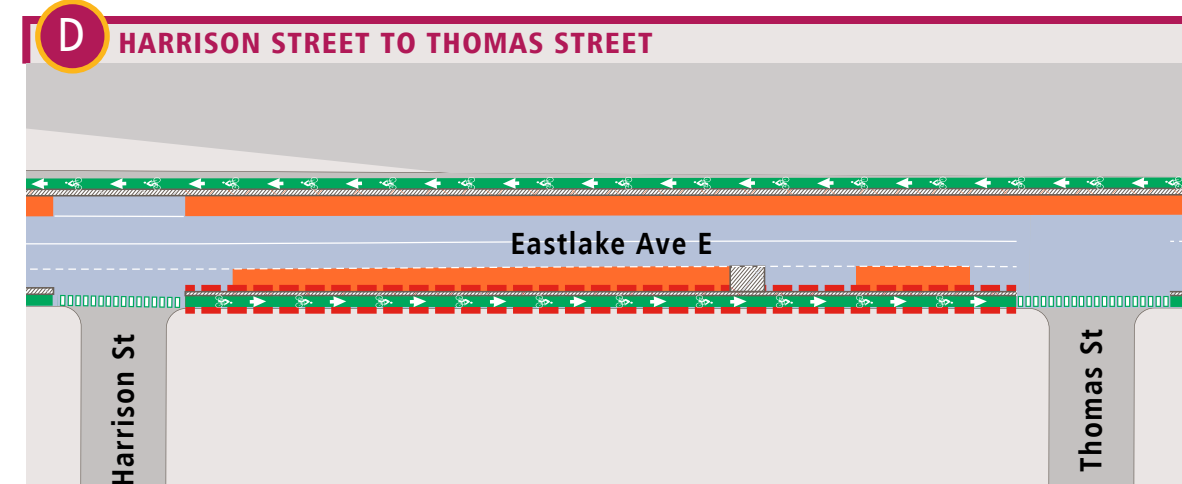 D
HARRISON STREET TO THOMAS STREET
Eastlake Ave E
Harrison St
Thomas St